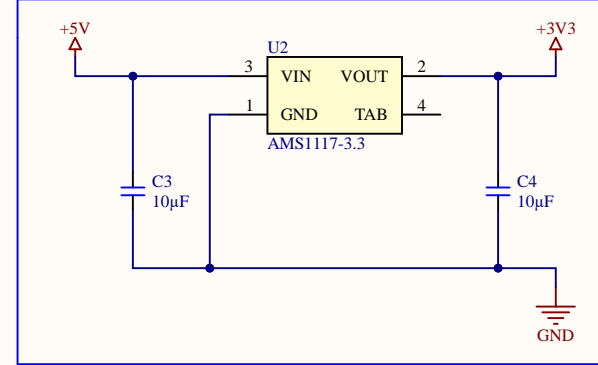 +5V
+3V3
U2
3 VIN VOUT 2
1 GND TAB 4
AMS1117-3.3
C3
10µF
C4
10µF
GND